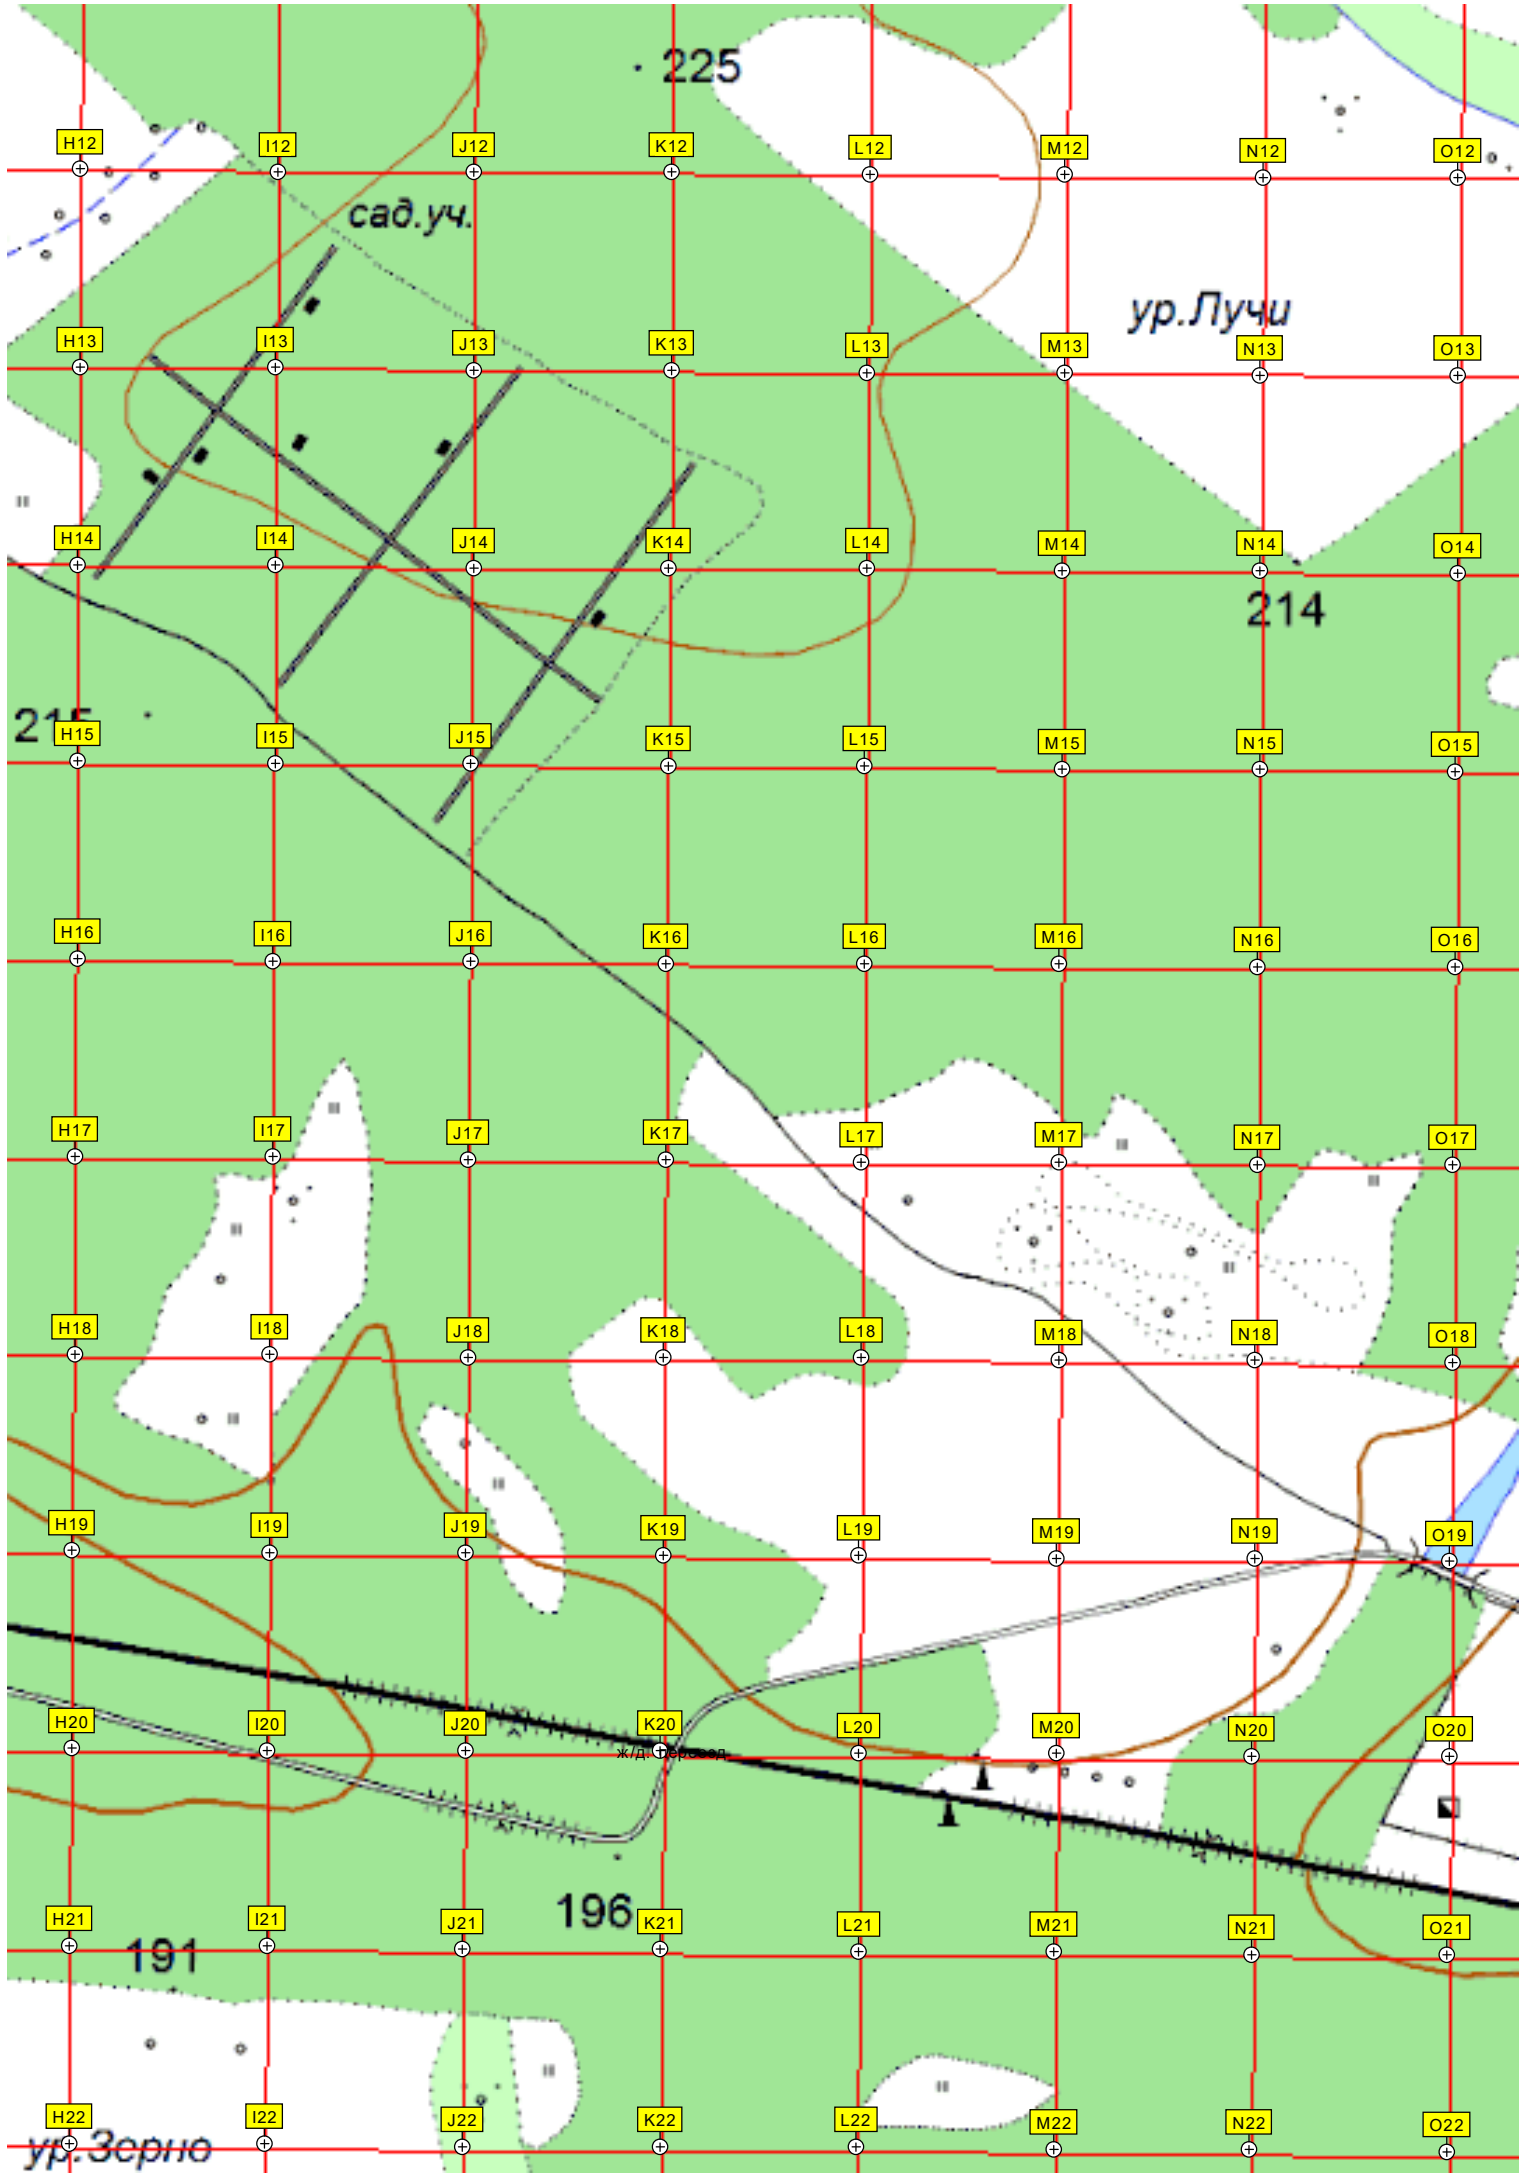 225
H12 I12 J12 K12 L12 M12 N12 O12
сад.уч.
ур.Лучи
H13 I13 J13 K13 L13 M13 N13 O13
H14 I14 J14 K14 L14 M14 N14 O14
214
215
H15 I15 J15 K15 L15 M15 N15 O15
H16 I16 J16 K16 L16 M16 N16 O16
H17 I17 J17 K17 L17 M17 N17 O17
H18 I18 J18 K18 L18 M18 N18 O18
H19 I19 J19 K19 L19 M19 N19 O19
H20 I20 J20 K20 L20 M20 N20 O20
ж/д. переезд
196
H21 I21 J21 K21 L21 M21 N21 O21
191
H22 I22 J22 K22 L22 M22 N22 O22
ур.Зерно